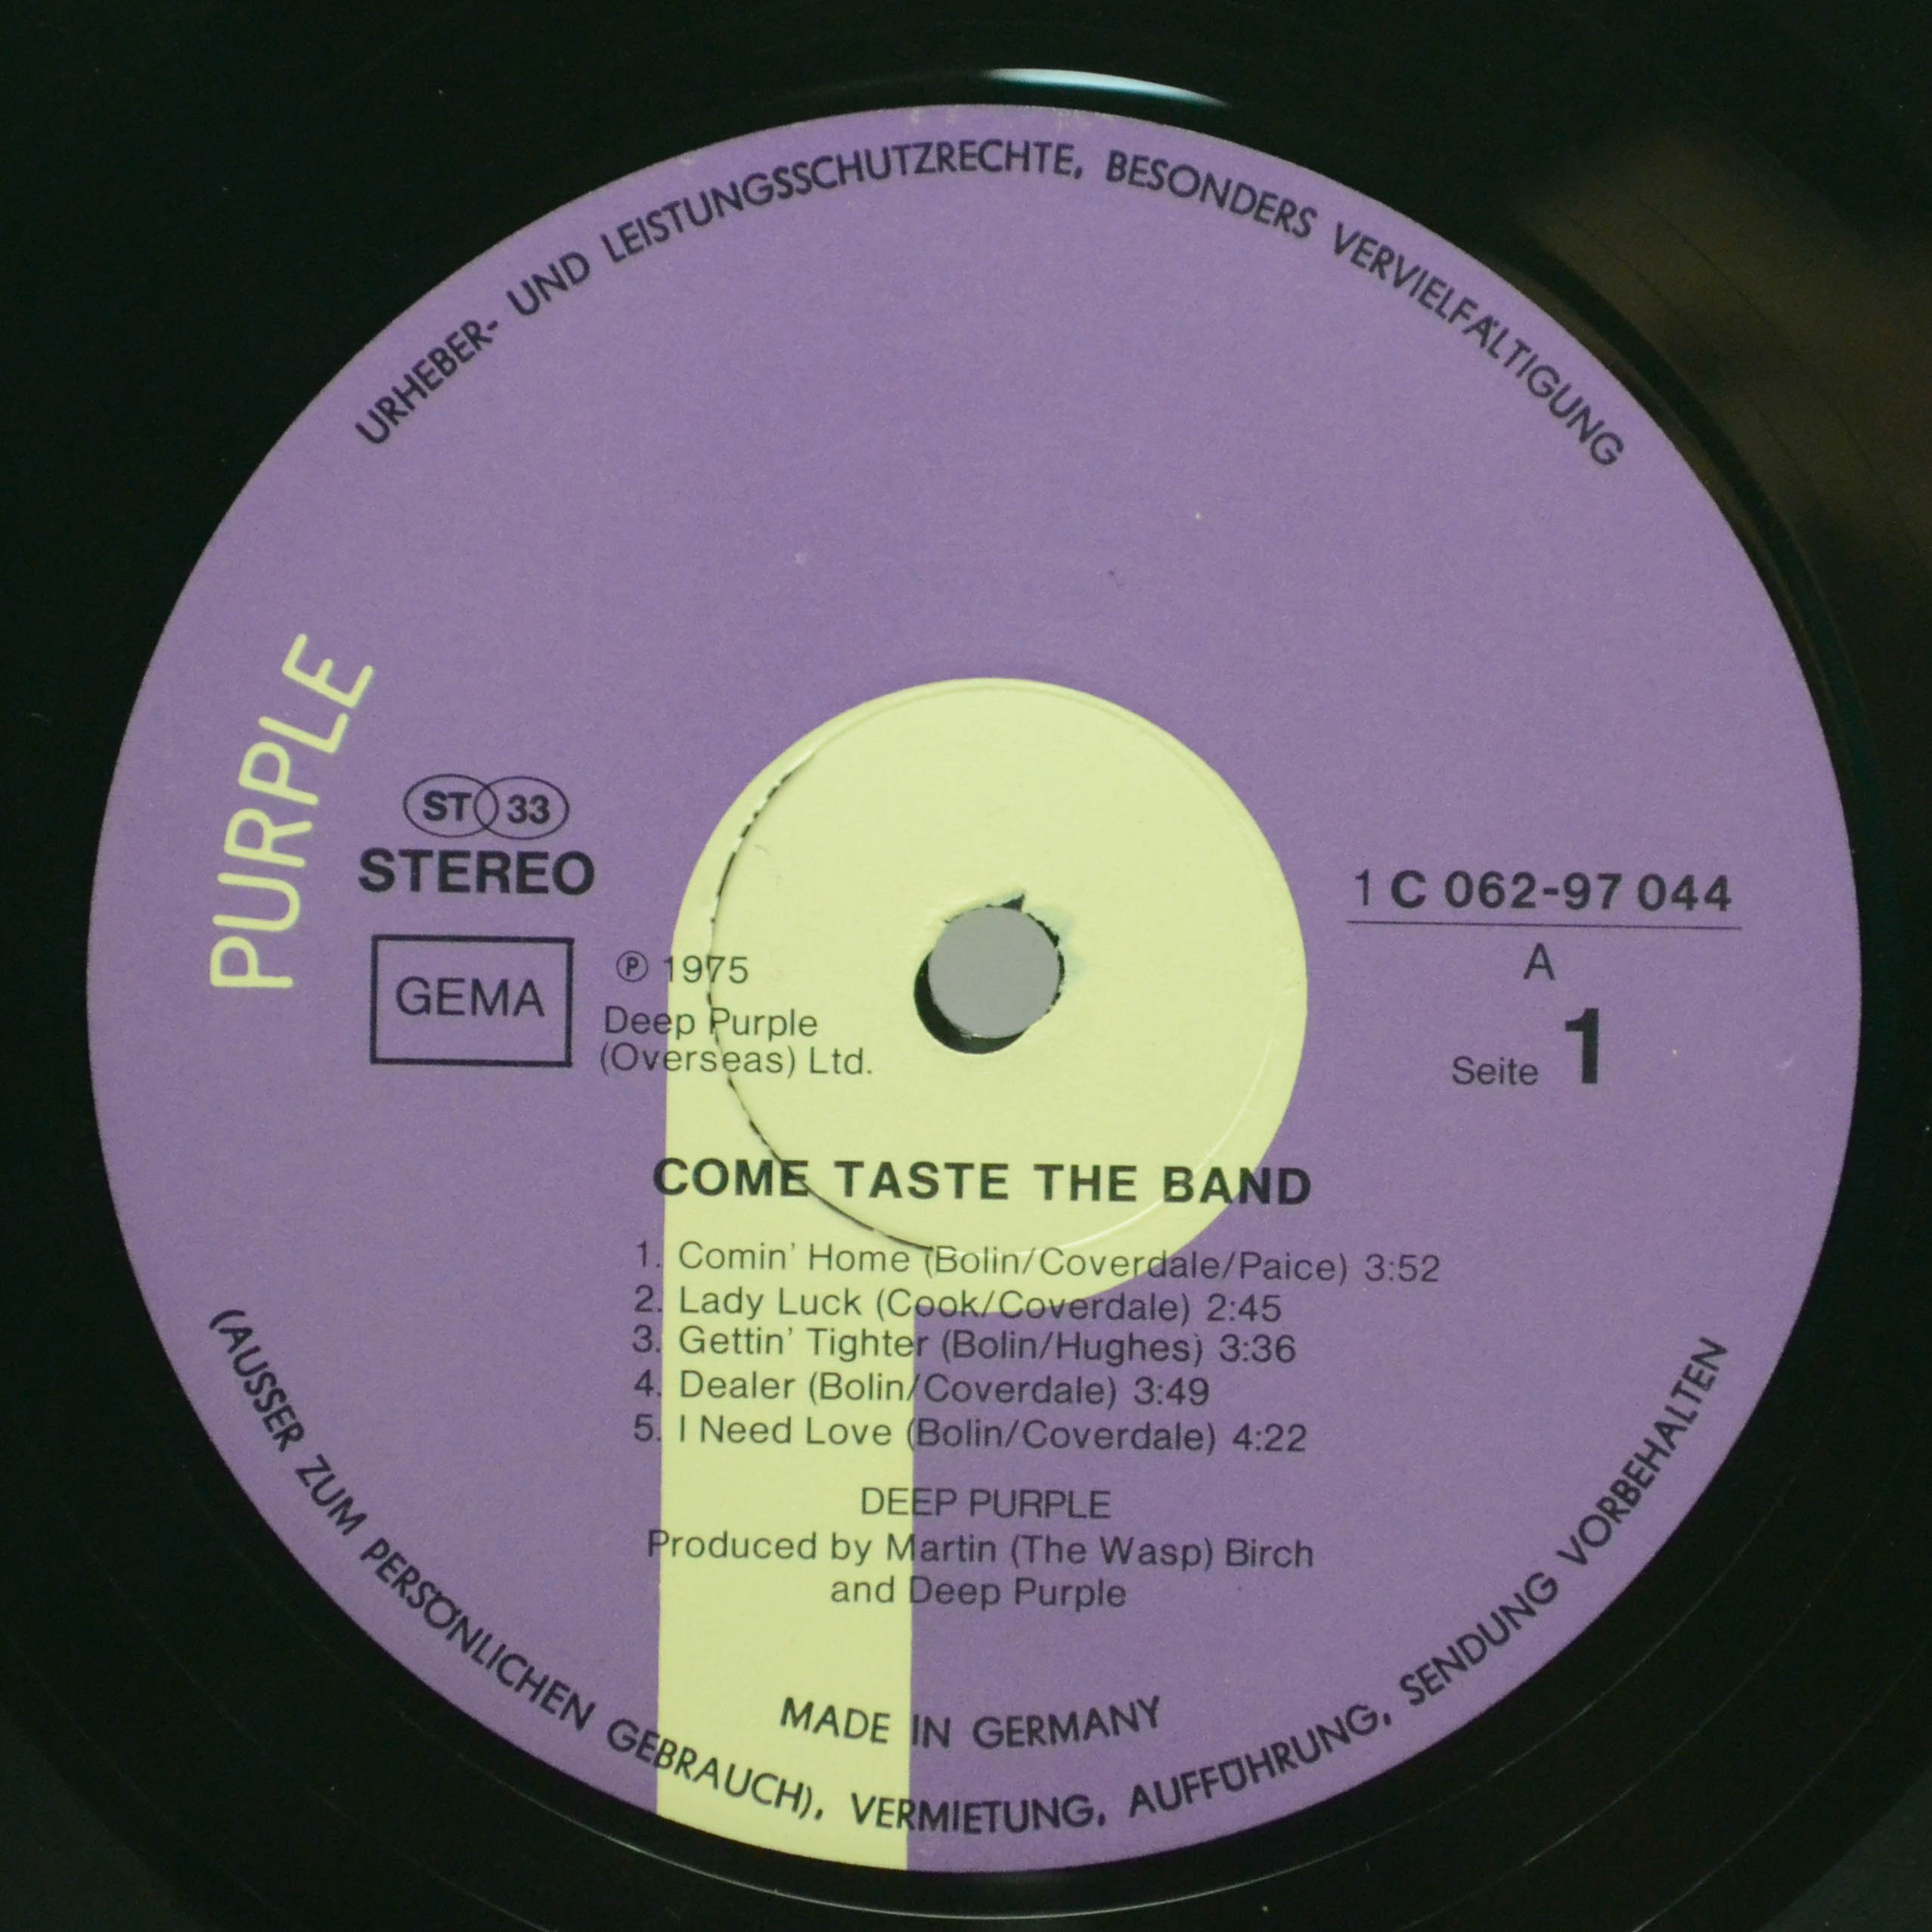 URHEBER- UND LEISTUNGSSCHUTZRECHTE, BESONDERS VERVIELFÄLTIGUNG
PURPLE
ST 33
STEREO
GEMA
℗ 1975
Deep Purple
(Overseas) Ltd.
1 C 062-97 044
A
Seite 1
COME TASTE THE BAND
1. Comin' Home (Bolin/Coverdale/Paice) 3:52
2. Lady Luck (Cook/Coverdale) 2:45
3. Gettin' Tighter (Bolin/Hughes) 3:36
4. Dealer (Bolin/Coverdale) 3:49
5. I Need Love (Bolin/Coverdale) 4:22
DEEP PURPLE
Produced by Martin (The Wasp) Birch
and Deep Purple
MADE IN GERMANY
(AUSSER ZUM PERSÖNLICHEN GEBRAUCH), VERMIETUNG, AUFFÜHRUNG, SENDUNG VORBEHALTEN